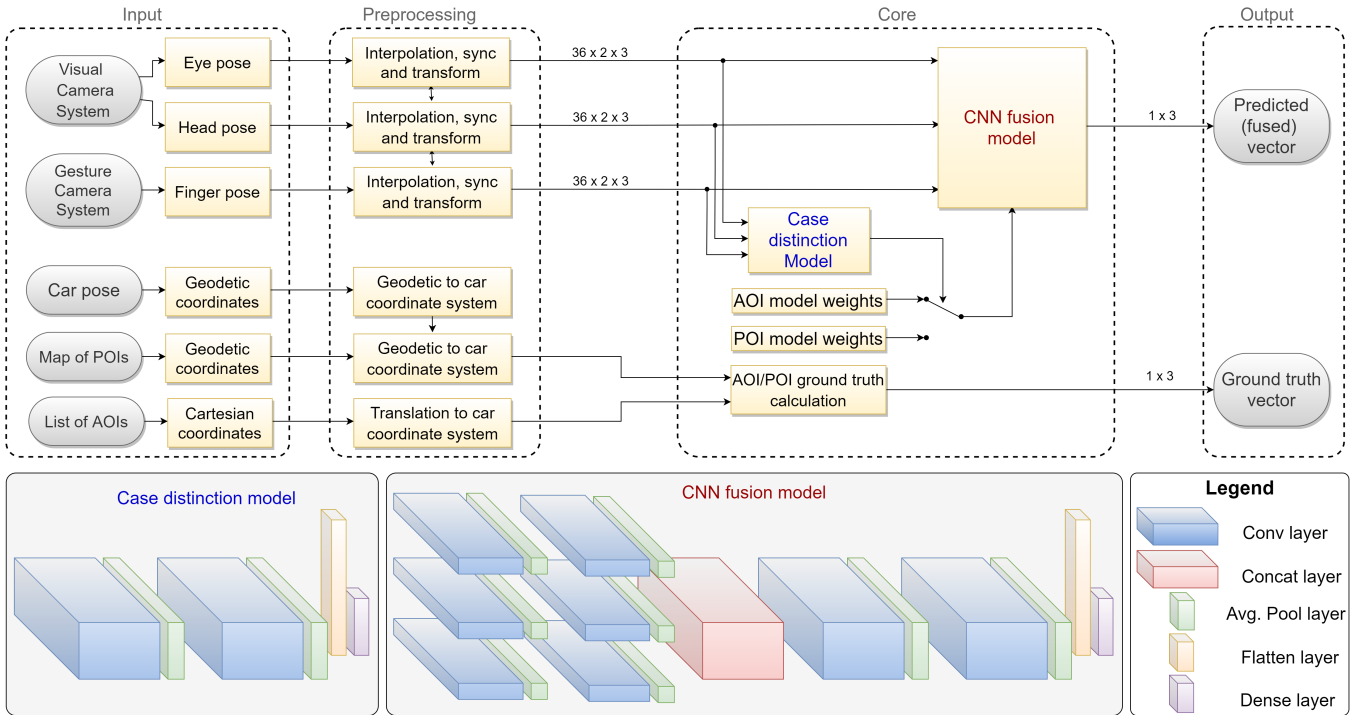 Input
Preprocessing
Core
Output
Visual
Camera
System
Eye pose
Interpolation, sync
and transform
36 x 2 x 3
Head pose
Interpolation, sync
and transform
36 x 2 x 3
CNN fusion
model
1 x 3
Predicted
(fused)
vector
Gesture
Camera
System
Finger pose
Interpolation, sync
and transform
36 x 2 x 3
Case
distinction
Model
Car pose
Geodetic
coordinates
Geodetic to car
coordinate system
AOI model weights
POI model weights
Map of POIs
Geodetic
coordinates
Geodetic to car
coordinate system
AOI/POI ground truth
calculation
1 x 3
Ground truth
vector
List of AOIs
Cartesian
coordinates
Translation to car
coordinate system
Case distinction model
CNN fusion model
Legend
Conv layer
Concat layer
Avg. Pool layer
Flatten layer
Dense layer